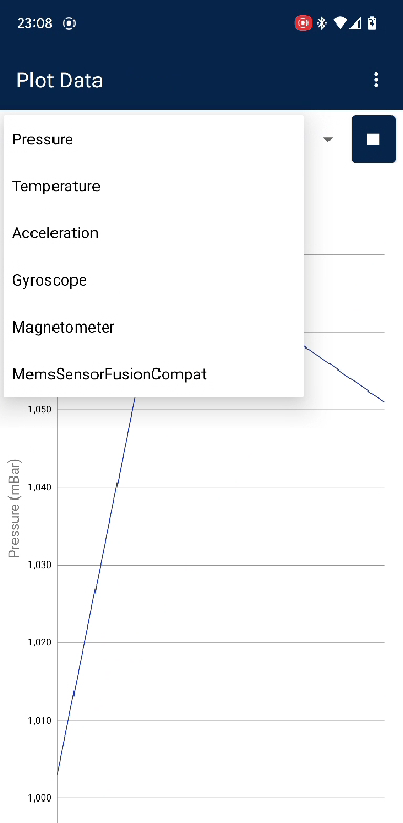 23:08
Plot Data
Pressure
Temperature
Acceleration
Gyroscope
Magnetometer
MemsSensorFusionCompat
1,050
1,040
1,030
1,020
1,010
1,000
Pressure (mBar)